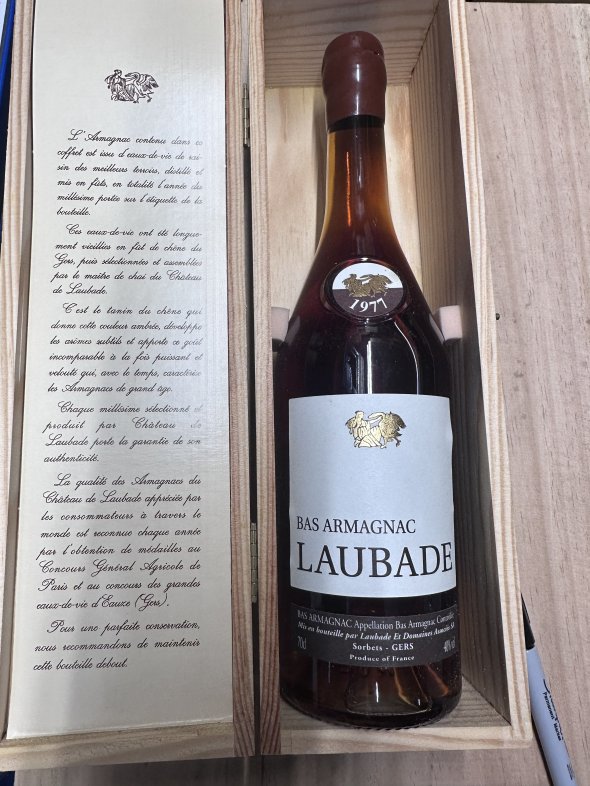 L'Armagnac contenu dans ce
coffret est issu d'eaux-de-vie de rai-
sin des meilleurs terroirs, distillé et
mis en fûts, en totalité l'année du
millésime portée sur l'étiquette de la
bouteille.
Ces eaux-de-vie ont été longue-
ment vieillies en fût de chêne du
Gers, puis sélectionnées et assemblées
par le maître de chai du Château
de Laubade.
C'est le tanin du chêne qui
donne cette couleur ambrée, développe
les arômes subtils et apporte ce goût
incomparable à la fois puissant et
velouté qui, avec le temps, caractérise
les Armagnacs de grand âge.
Chaque millésime sélectionné et
produit par Château de
Laubade porte la garantie de son
authenticité.
La qualité des Armagnacs du
Château de Laubade appréciée par
les consommateurs à travers le
monde est reconnue chaque année
par l'obtention de médailles au
Concours Général Agricole de
Paris et au concours des grandes
eaux-de-vie d'Eauze (Gers).
Pour une parfaite conservation,
nous recommandons de maintenir
cette bouteille debout.
1977
BAS ARMAGNAC
LAUBADE
BAS ARMAGNAC Appellation Bas Armagnac Contrôlée
Mis en bouteille par Laubade Et Domaines Associés SA
70cl Sorbets - GERS 40% vol
Produce of France